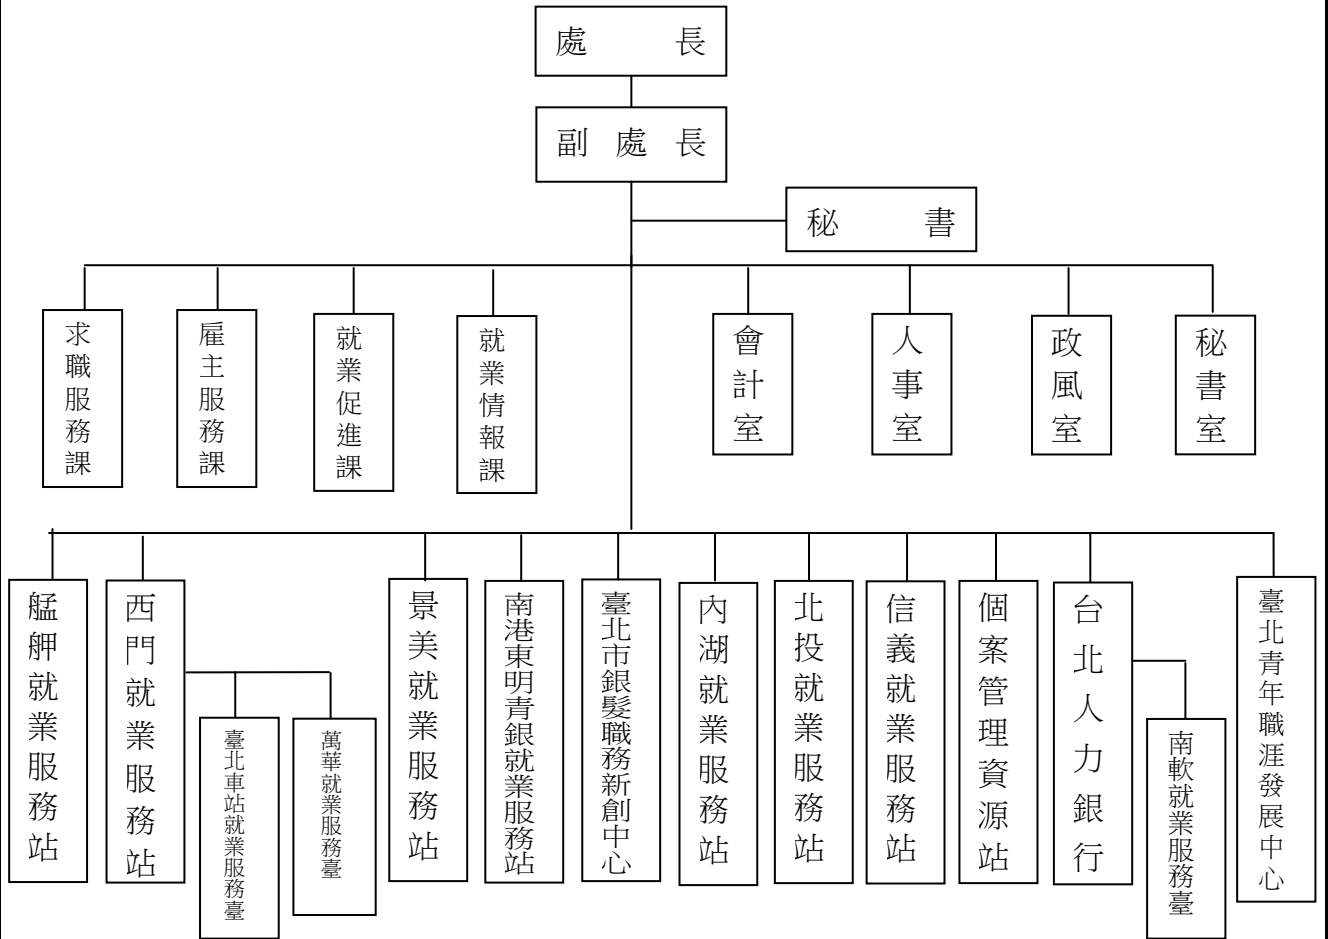 處長
副處長
秘書
求職服務課
雇主服務課
就業促進課
就業情報課
會計室
人事室
政風室
秘書室
艋舺就業服務站
西門就業服務站
臺北車站就業服務臺
萬華就業服務臺
景美就業服務站
南港東明青銀就業服務站
臺北市銀髮職務新創中心
內湖就業服務站
北投就業服務站
信義就業服務站
個案管理資源站
台北人力銀行
南軟就業服務臺
臺北青年職涯發展中心